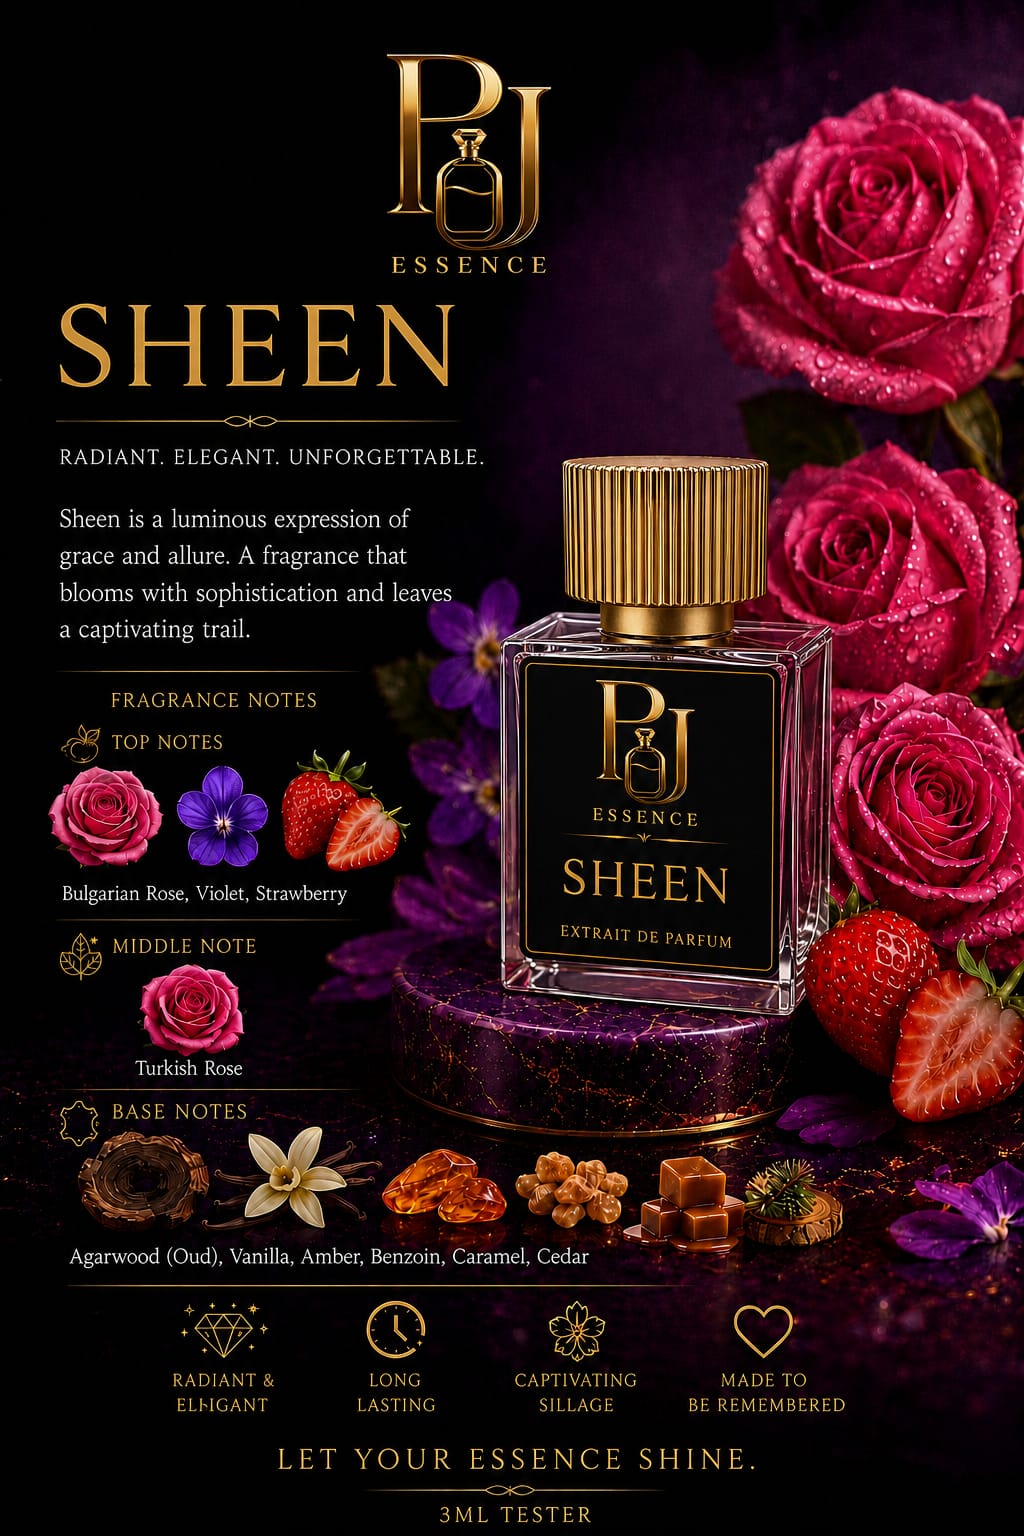 PJ
ESSENCE
SHEEN
RADIANT. ELEGANT. UNFORGETTABLE.
Sheen is a luminous expression of
grace and allure. A fragrance that
blooms with sophistication and leaves
a captivating trail.
FRAGRANCE NOTES
TOP NOTES
Bulgarian Rose, Violet, Strawberry
MIDDLE NOTE
Turkish Rose
BASE NOTES
Agarwood (Oud), Vanilla, Amber, Benzoin, Caramel, Cedar
PJ
ESSENCE
SHEEN
EXTRAIT DE PARFUM
RADIANT &
LONG
LASTING
CAPTIVATING
SILLAGE
MADE TO
BE REMEMBERED
LET YOUR ESSENCE SHINE.
3ML TESTER